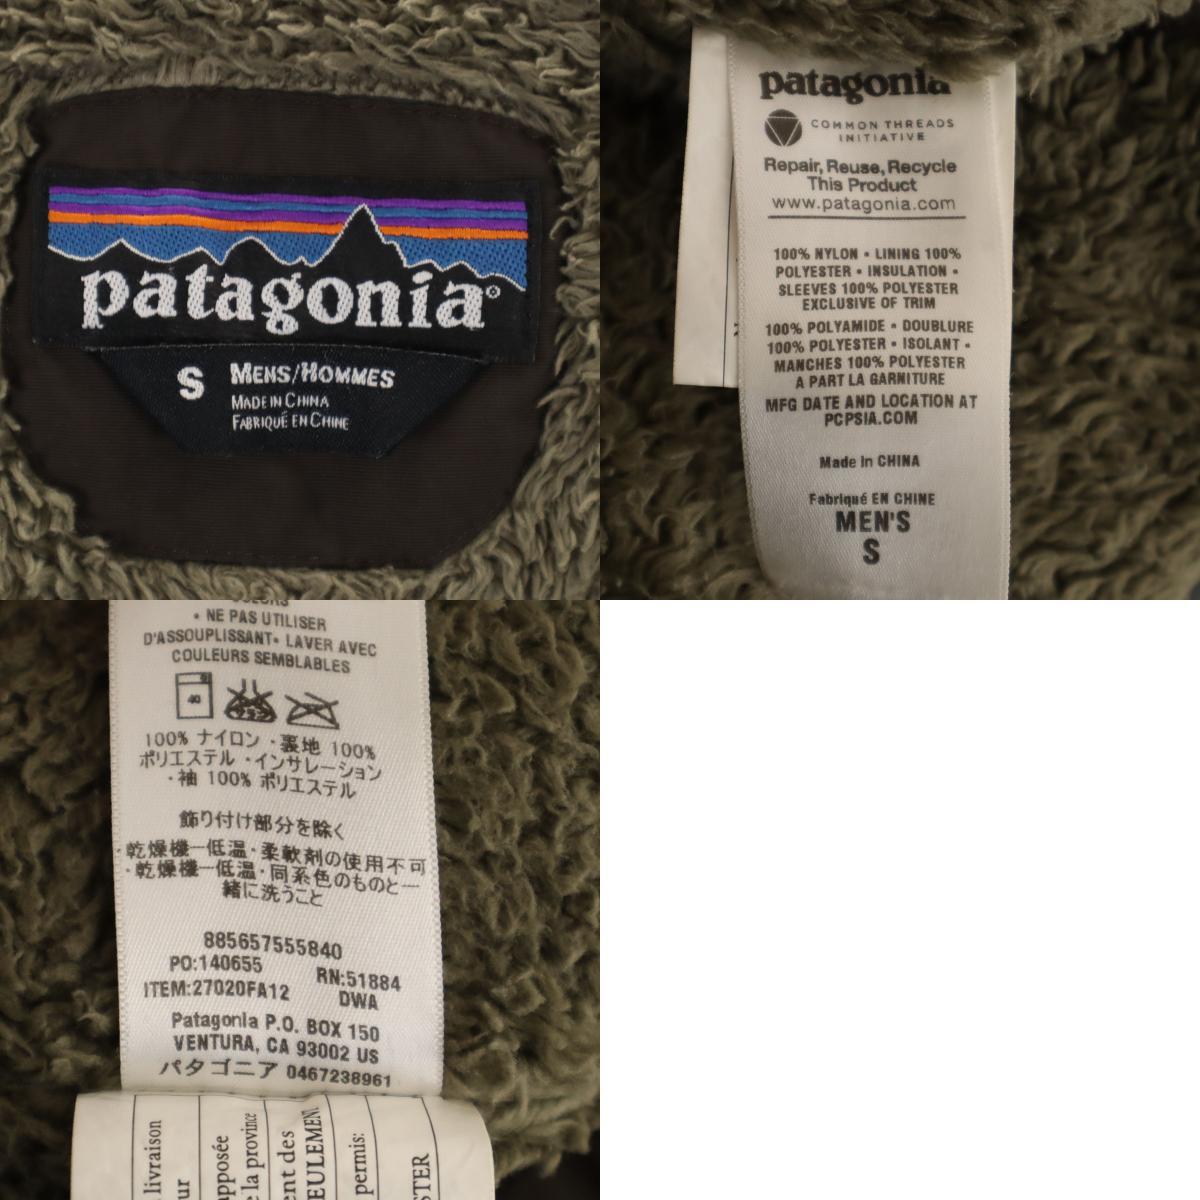 patagonia®
S MENS/HOMMES
MADE IN CHINA
FABRIQUÉ EN CHINE
patagonia
COMMON THREADS
INITIATIVE
Repair, Reuse, Recycle
This Product
www.patagonia.com
100% NYLON • LINING 100%
POLYESTER • INSULATION •
SLEEVES 100% POLYESTER
EXCLUSIVE OF TRIM
100% POLYAMIDE • DOUBLURE
100% POLYESTER • ISOLANT •
MANCHES 100% POLYESTER
A PART LA GARNITURE
MFG DATE AND LOCATION AT
PCPSIA.COM
Made in CHINA
Fabriqué EN CHINE
MEN'S
S
• NE PAS UTILISER
D'ASSOUPLISSANT• LAVER AVEC
COULEURS SEMBLABLES
40
100% ナイロン・裏地 100%
ポリエステル・インサレーション
・袖 100% ポリエステル
飾り付け部分を除く
・乾燥機―低温・柔軟剤の使用不可
・乾燥機―低温・同系色のものと一
緒に洗うこと
885657555840
PO:140655 RN:51884
ITEM:27020FA12 DWA
Patagonia P.O. BOX 150
VENTURA, CA 93002 US
パタゴニア 0467238961
livraison
la province
ent des
permis: